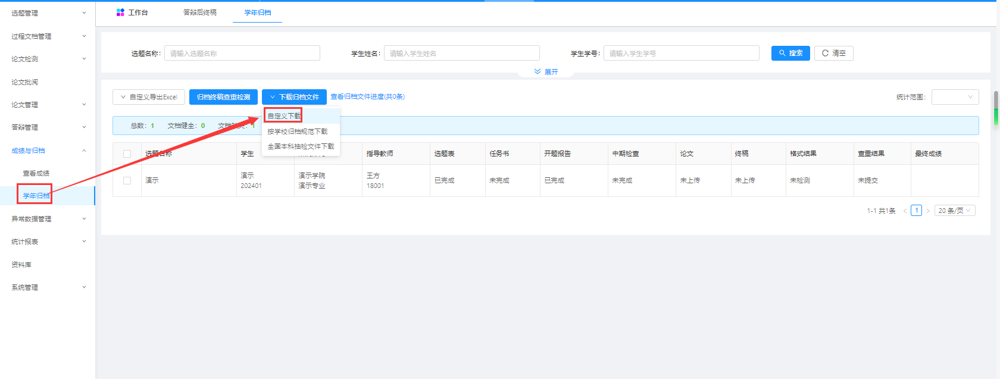 选题管理
过程文档管理
论文检测
论文批阅
论文管理
答辩管理
成绩与归档
查看成绩
学年归档
异常数据管理
统计报表
资料库
系统管理
工作台 答辩后终稿 学年归档
选题名称: 请输入选题名称 学生姓名: 请输入学生姓名 学生学号: 请输入学生学号 搜索 清空
展开
自定义导出Excel 归档终稿查重检测 下载归档文件 查看归档文件进度(共0条) 统计范围:
自定义下载
按学校归档规范下载
全国本科抽检文件下载
总数: 1 文档健全: 0 文档 1
选题名称 学生 指导教师 选题表 任务书 开题报告 中期检查 论文 终稿 格式结果 查重结果 最终成绩
演示 演示 演示学院 王方 已完成 未完成 已完成 未完成 未上传 未上传 未检测 未提交
202401 演示专业 18001
1-1 共1条 < 1 > 20 条/页